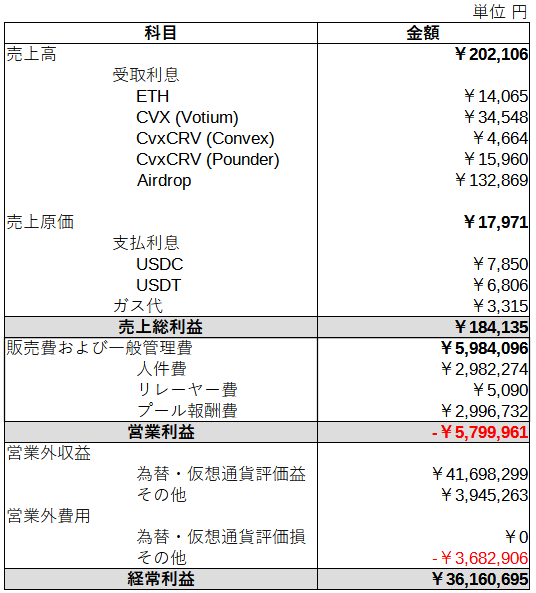 単位 円
科目 金額
売上高 ￥202,106
受取利息
ETH ￥14,065
CVX (Votium) ￥34,548
CvxCRV (Convex) ￥4,664
CvxCRV (Pounder) ￥15,960
Airdrop ￥132,869
売上原価 ￥17,971
支払利息
USDC ￥7,850
USDT ￥6,806
ガス代 ￥3,315
売上総利益 ￥184,135
販売費および一般管理費 ￥5,984,096
人件費 ￥2,982,274
リレーヤー費 ￥5,090
プール報酬費 ￥2,996,732
営業利益 -￥5,799,961
営業外収益
為替・仮想通貨評価益 ￥41,698,299
その他 ￥3,945,263
営業外費用
為替・仮想通貨評価損 ￥0
その他 -￥3,682,906
経常利益 ￥36,160,695